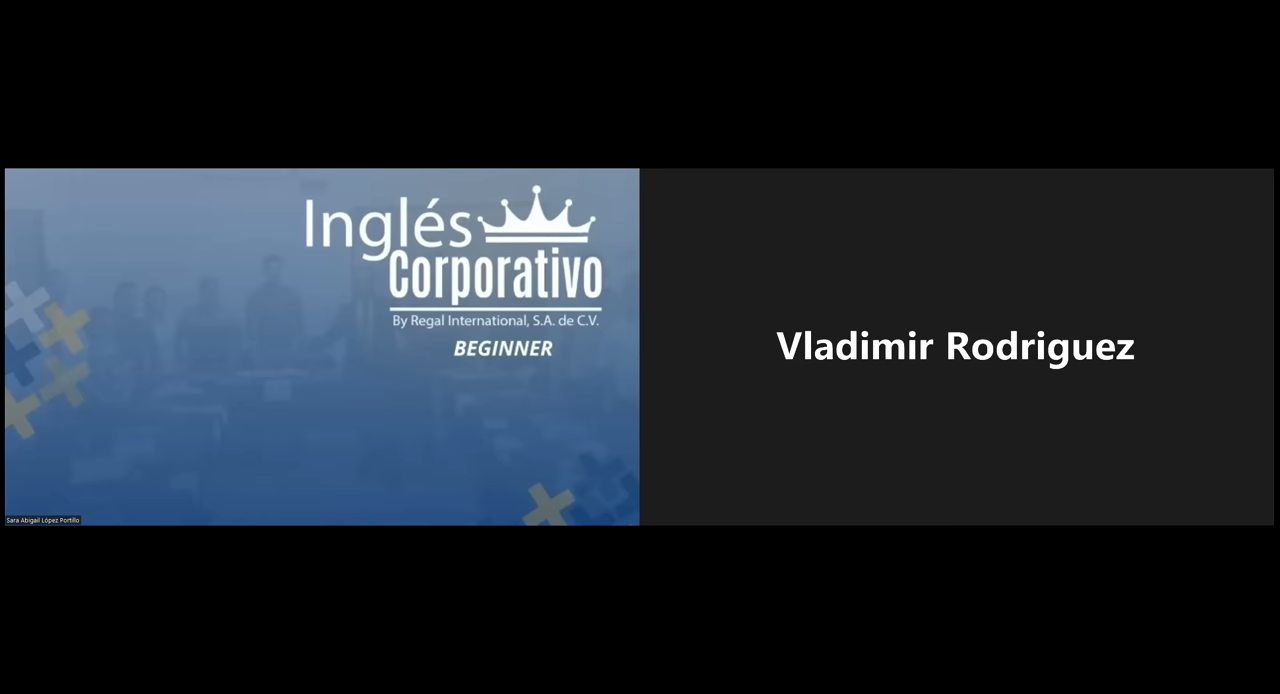 Inglés
Corporativo
By Regal International, S.A. de C.V.
BEGINNER
Vladimir Rodriguez
Sara Abigail López Portillo